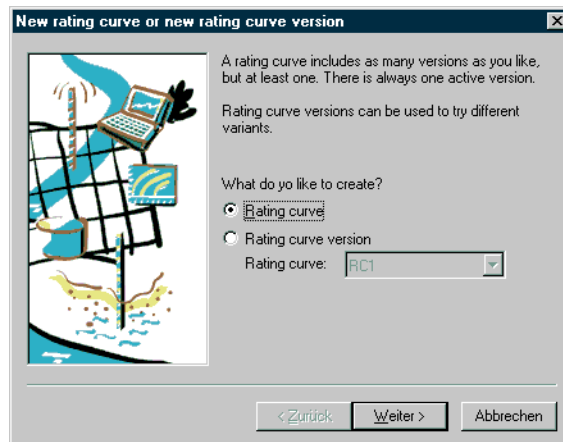 New rating curve or new rating curve version
A rating curve includes as many versions as you like,
but at least one. There is always one active version.
Rating curve versions can be used to try different
variants.
What do yo like to create?
Rating curve
Rating curve version
Rating curve: RC1
< Zurück Weiter > Abbrechen